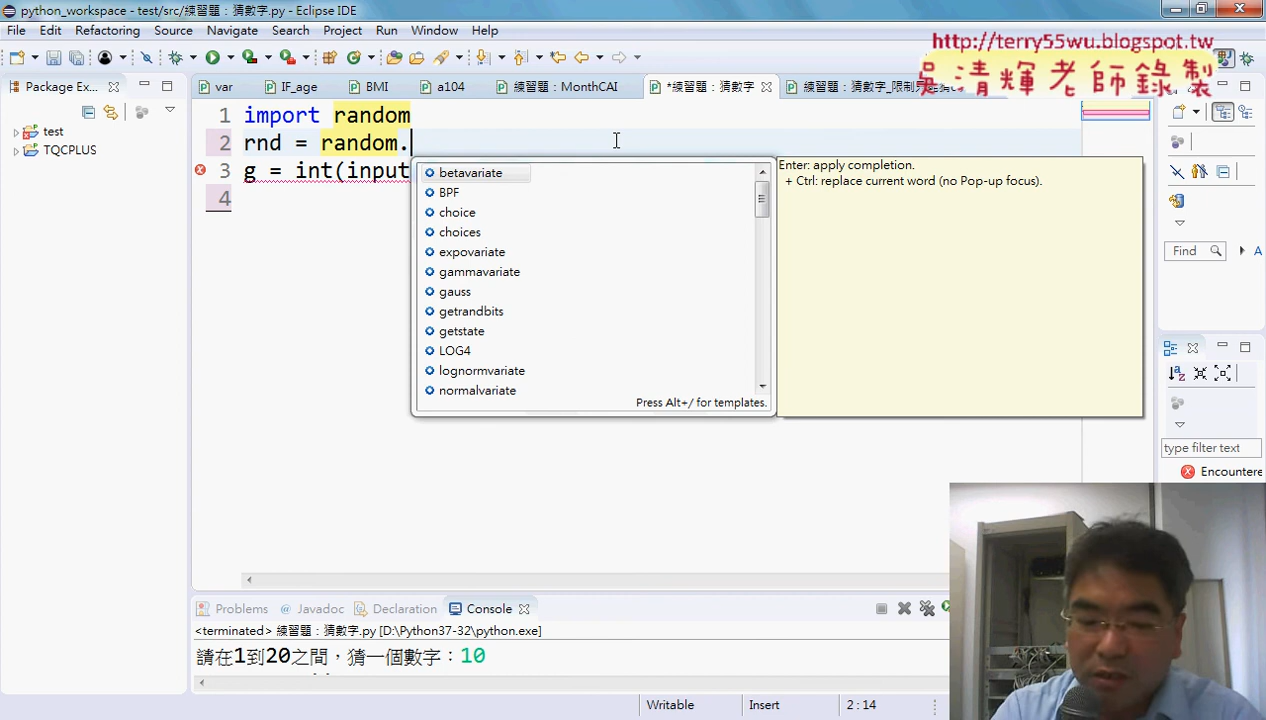 python_workspace - test/src/練習題：猜數字.py - Eclipse IDE
File Edit Refactoring Source Navigate Search Project Run Window Help
http://terry55wu.blogspot.tw
吳清輝老師錄製
Package Ex...
var
IF_age
BMI
a104
練習題：MonthCAI
*練習題：猜數字
test
TQCPLUS
1 import random
2 rnd = random.
3 g = int(input
4
betavariate
BPF
choice
choices
expovariate
gammavariate
gauss
getrandbits
getstate
LOG4
lognormvariate
normalvariate
Press Alt+/ for templates.
Enter: apply completion.
+ Ctrl: replace current word (no Pop-up focus).
Find
A
type filter text
Encountere
Problems
Javadoc
Declaration
Console
<terminated> 練習題：猜數字.py [D:\Python37-32\python.exe]
請在1到20之間，猜一個數字：10
Writable
Insert
2 : 14